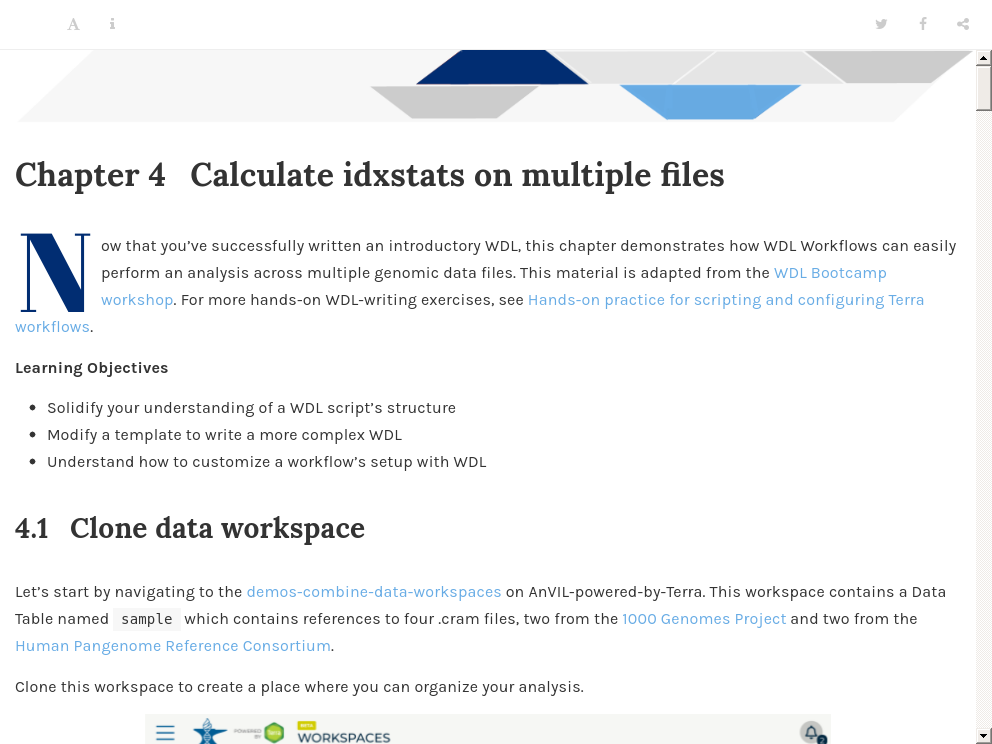 Chapter 4 Calculate idxstats on multiple files
Now that you’ve successfully written an introductory WDL, this chapter demonstrates how WDL Workflows can easily
perform an analysis across multiple genomic data files. This material is adapted from the WDL Bootcamp
workshop. For more hands-on WDL-writing exercises, see Hands-on practice for scripting and configuring Terra
workflows.
Learning Objectives
• Solidify your understanding of a WDL script’s structure
• Modify a template to write a more complex WDL
• Understand how to customize a workflow’s setup with WDL
4.1 Clone data workspace
Let’s start by navigating to the demos-combine-data-workspaces on AnVIL-powered-by-Terra. This workspace contains a Data
Table named sample which contains references to four .cram files, two from the 1000 Genomes Project and two from the
Human Pangenome Reference Consortium.
Clone this workspace to create a place where you can organize your analysis.
POWERED BY
BETA
WORKSPACES